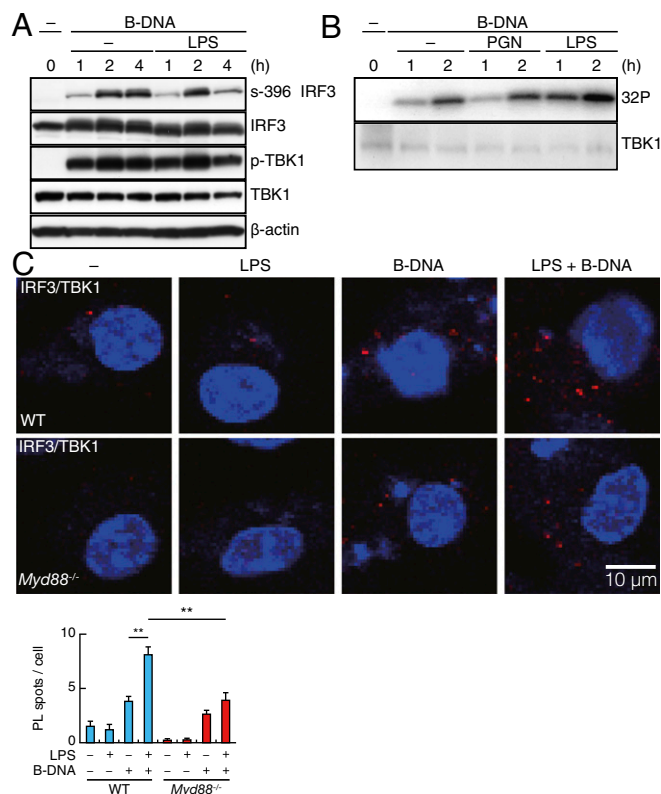 A
–
B-DNA
–
LPS
0
1
2
4
1
2
4
(h)
s-396 IRF3
IRF3
p-TBK1
TBK1
β-actin
B
–
B-DNA
–
PGN
LPS
0
1
2
1
2
1
2
(h)
32P
TBK1
C
–
LPS
B-DNA
LPS + B-DNA
IRF3/TBK1
WT
IRF3/TBK1
Myd88-/-
10 μm
PL spots / cell
10
5
0
**
**
LPS – + – + – + – +
B-DNA – – + + – – + +
WT
Myd88-/-